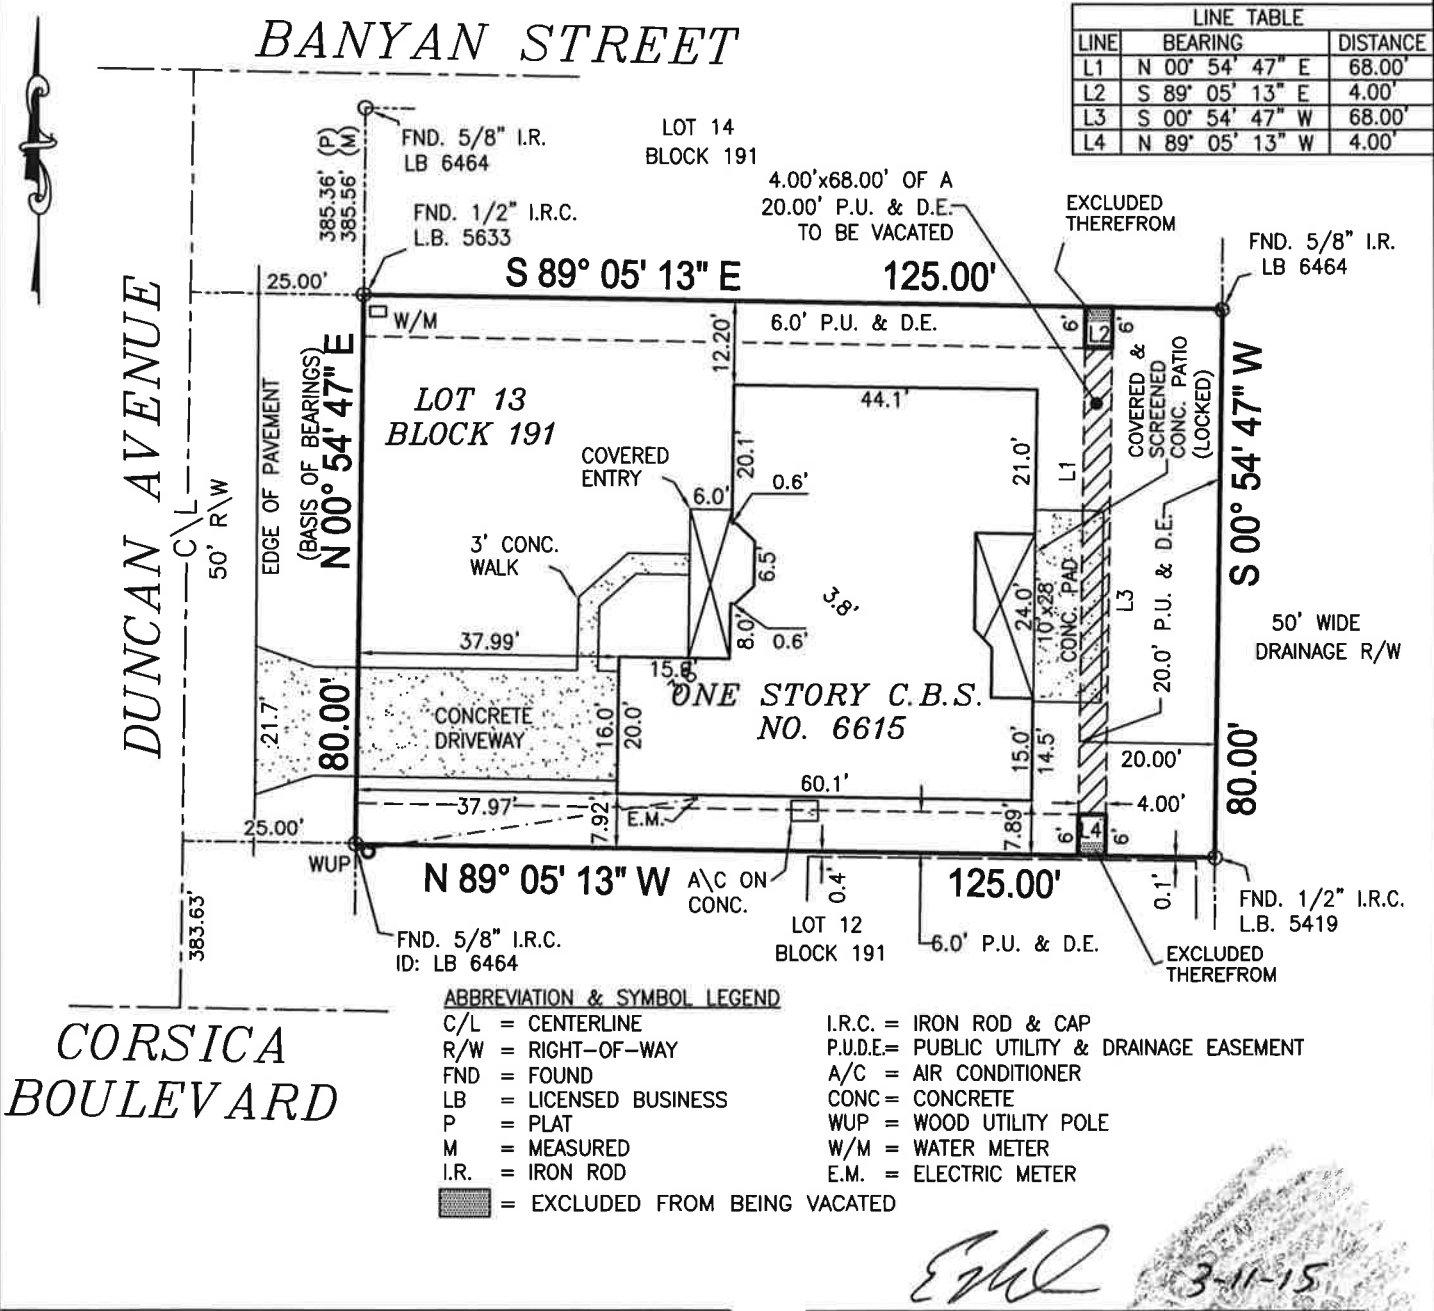 BANYAN STREET
LINE TABLE
LINE BEARING DISTANCE
L1 N 00° 54' 47" E 68.00'
L2 S 89° 05' 13" E 4.00'
L3 S 00° 54' 47" W 68.00'
L4 N 89° 05' 13" W 4.00'
385.36' (P)
385.56' (M)
FND. 5/8" I.R.
LB 6464
FND. 1/2" I.R.C.
L.B. 5633
LOT 14
BLOCK 191
4.00'x68.00' OF A
20.00' P.U. & D.E.
TO BE VACATED
EXCLUDED
THEREFROM
FND. 5/8" I.R.
LB 6464
25.00'
S 89° 05' 13" E 125.00'
W/M
12.20'
6.0' P.U. & D.E.
6'
L2
6'
DUNCAN AVENUE
C\L
50' R\W
EDGE OF PAVEMENT
(BASIS OF BEARINGS)
N 00° 54' 47" E
80.00'
LOT 13
BLOCK 191
44.1'
COVERED &
SCREENED
CONC. PATIO
(LOCKED)
S 00° 54' 47" W
80.00'
COVERED
ENTRY
6.0'
20.1'
0.6'
21.0'
L1
3' CONC.
WALK
6.5'
3.8'
8.0'
0.6'
24.0'
10'x28'
CONC. PAD
L3
20.0' P.U. & D.E.
50' WIDE
DRAINAGE R/W
37.99'
ONE STORY C.B.S.
NO. 6615
21.7'
CONCRETE
DRIVEWAY
16.0'
20.0'
15.0'
14.5'
20.00'
60.1'
4.00'
37.97'
E.M.
7.92'
7.89'
6'
L4
6'
25.00'
WUP
N 89° 05' 13" W 125.00'
A\C ON
CONC.
0.4'
0.1'
LOT 12
BLOCK 191
6.0' P.U. & D.E.
EXCLUDED
THEREFROM
FND. 1/2" I.R.C.
L.B. 5419
383.63'
FND. 5/8" I.R.C.
ID: LB 6464
CORSICA
BOULEVARD
ABBREVIATION & SYMBOL LEGEND
C/L = CENTERLINE
R/W = RIGHT-OF-WAY
FND = FOUND
LB = LICENSED BUSINESS
P = PLAT
M = MEASURED
I.R. = IRON ROD
= EXCLUDED FROM BEING VACATED
I.R.C. = IRON ROD & CAP
P.U.D.E.= PUBLIC UTILITY & DRAINAGE EASEMENT
A/C = AIR CONDITIONER
CONC = CONCRETE
WUP = WOOD UTILITY POLE
W/M = WATER METER
E.M. = ELECTRIC METER
3-11-15